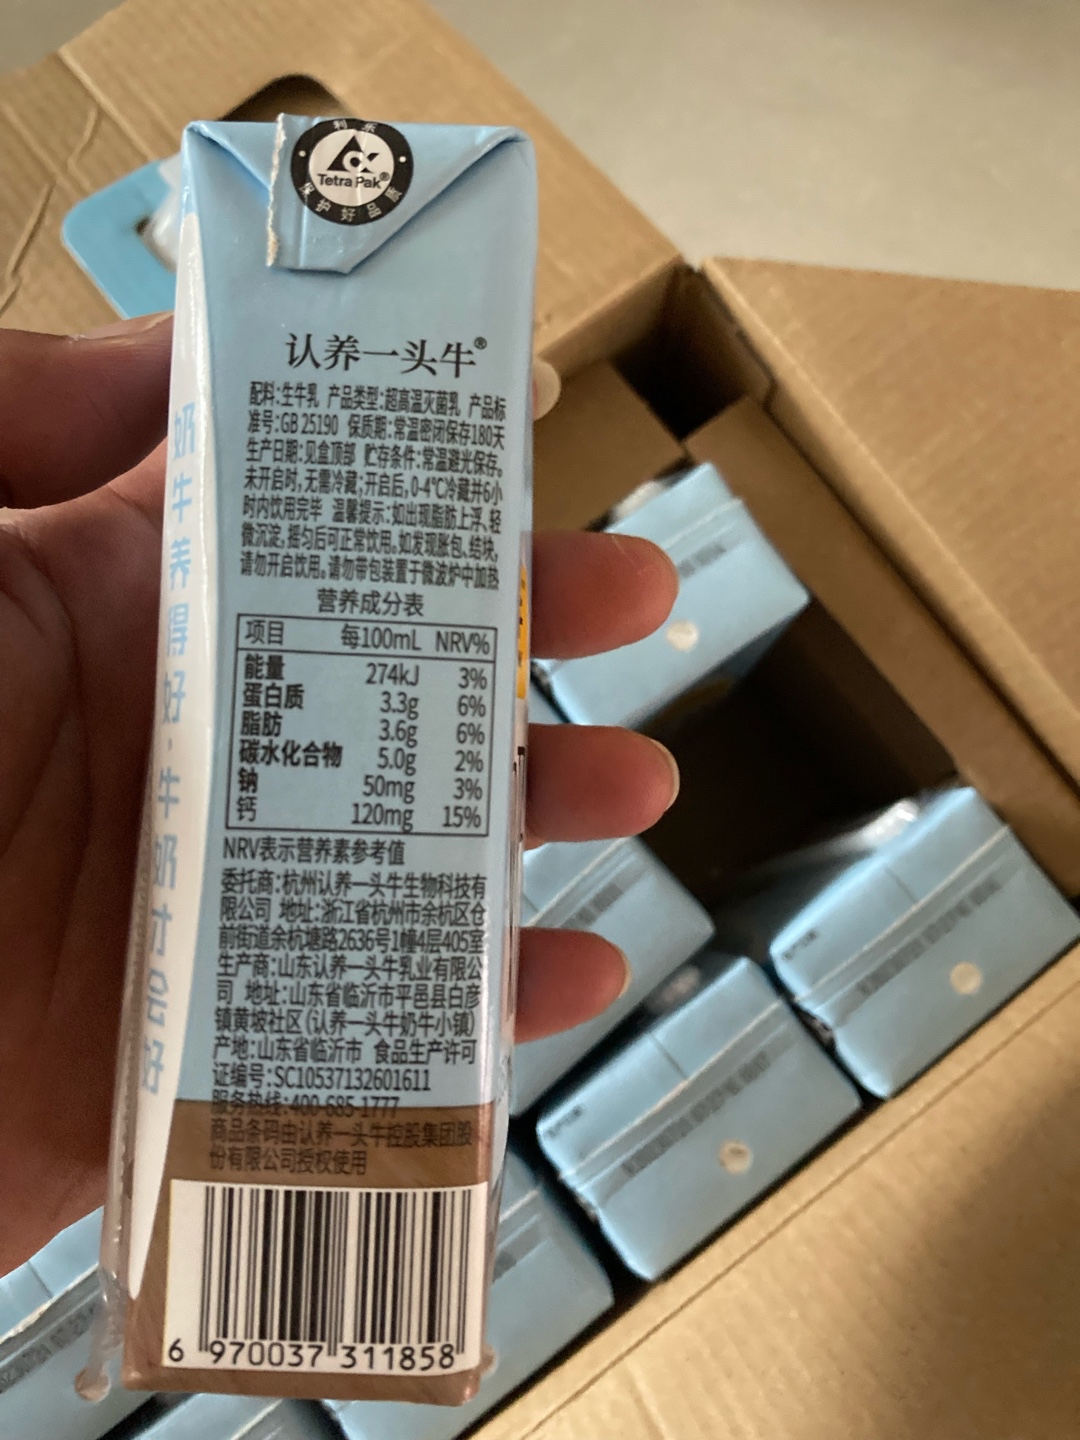 利乐
Tetra Pak®
保护好品质
认养一头牛®
配料:生牛乳 产品类型:超高温灭菌乳 产品标
准号:GB 25190 保质期:常温密闭保存180天
生产日期:见盒顶部 贮存条件:常温避光保存。
未开启时,无需冷藏;开启后,0-4℃冷藏并6小
时内饮用完毕 温馨提示:如出现脂肪上浮、轻
微沉淀,摇匀后可正常饮用。如发现胀包、结块,
请勿开启饮用。请勿带包装置于微波炉中加热
营养成分表
项目 每100mL NRV%
能量 274kJ 3%
蛋白质 3.3g 6%
脂肪 3.6g 6%
碳水化合物 5.0g 2%
钠 50mg 3%
钙 120mg 15%
NRV表示营养素参考值
委托商:杭州认养一头牛生物科技有
限公司 地址:浙江省杭州市余杭区仓
前街道余杭塘路2636号1幢4层405室
生产商:山东认养一头牛乳业有限公
司 地址:山东省临沂市平邑县白彦
镇黄坡社区(认养一头牛奶牛小镇)
产地:山东省临沂市 食品生产许可
证编号:SC10537132601611
服务热线:400-685-1777
商品条码由认养一头牛控股集团股
份有限公司授权使用
6 970037 311858
奶牛养得好,牛奶才会好